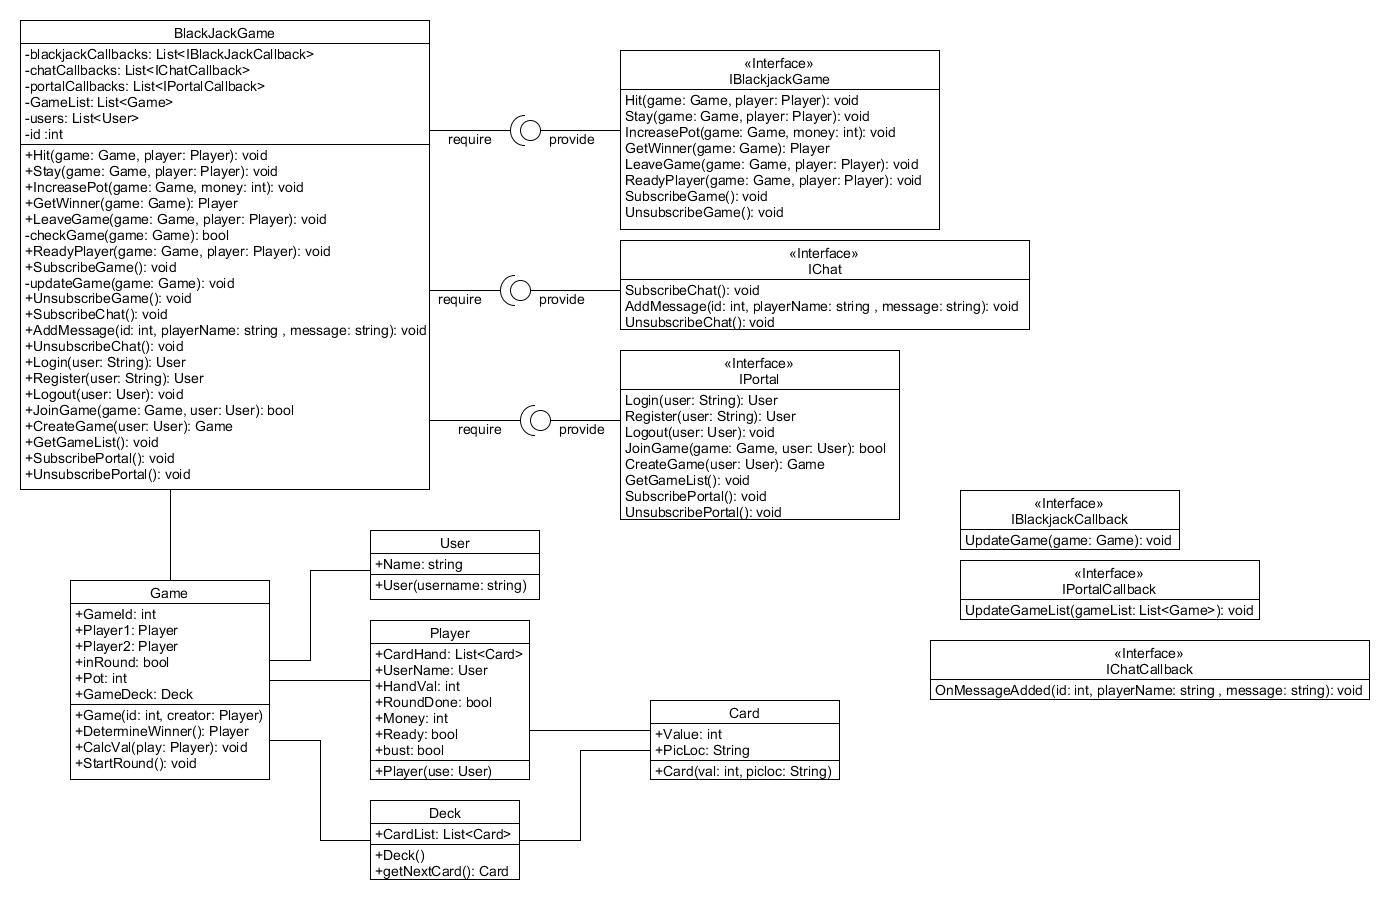 BlackJackGame
-blackjackCallbacks: List<IBlackJackCallback>
-chatCallbacks: List<IChatCallback>
-portalCallbacks: List<IPortalCallback>
-GameList: List<Game>
-users: List<User>
-id :int
+Hit(game: Game, player: Player): void
+Stay(game: Game, player: Player): void
+IncreasePot(game: Game, money: int): void
+GetWinner(game: Game): Player
+LeaveGame(game: Game, player: Player): void
-checkGame(game: Game): bool
+ReadyPlayer(game: Game, player: Player): void
+SubscribeGame(): void
-updateGame(game: Game): void
+UnsubscribeGame(): void
+SubscribeChat(): void
+AddMessage(id: int, playerName: string , message: string): void
+UnsubscribeChat(): void
+Login(user: String): User
+Register(user: String): User
+Logout(user: User): void
+JoinGame(game: Game, user: User): bool
+CreateGame(user: User): Game
+GetGameList(): void
+SubscribePortal(): void
+UnsubscribePortal(): void
require
provide
«Interface»
IBlackjackGame
Hit(game: Game, player: Player): void
Stay(game: Game, player: Player): void
IncreasePot(game: Game, money: int): void
GetWinner(game: Game): Player
LeaveGame(game: Game, player: Player): void
ReadyPlayer(game: Game, player: Player): void
SubscribeGame(): void
UnsubscribeGame(): void
require
provide
«Interface»
IChat
SubscribeChat(): void
AddMessage(id: int, playerName: string , message: string): void
UnsubscribeChat(): void
require
provide
«Interface»
IPortal
Login(user: String): User
Register(user: String): User
Logout(user: User): void
JoinGame(game: Game, user: User): bool
CreateGame(user: User): Game
GetGameList(): void
SubscribePortal(): void
UnsubscribePortal(): void
«Interface»
IBlackjackCallback
UpdateGame(game: Game): void
«Interface»
IPortalCallback
UpdateGameList(gameList: List<Game>): void
«Interface»
IChatCallback
OnMessageAdded(id: int, playerName: string , message: string): void
User
+Name: string
+User(username: string)
Game
+GameId: int
+Player1: Player
+Player2: Player
+inRound: bool
+Pot: int
+GameDeck: Deck
+Game(id: int, creator: Player)
+DetermineWinner(): Player
+CalcVal(play: Player): void
+StartRound(): void
Player
+CardHand: List<Card>
+UserName: User
+HandVal: int
+RoundDone: bool
+Money: int
+Ready: bool
+bust: bool
+Player(use: User)
Card
+Value: int
+PicLoc: String
+Card(val: int, picloc: String)
Deck
+CardList: List<Card>
+Deck()
+getNextCard(): Card